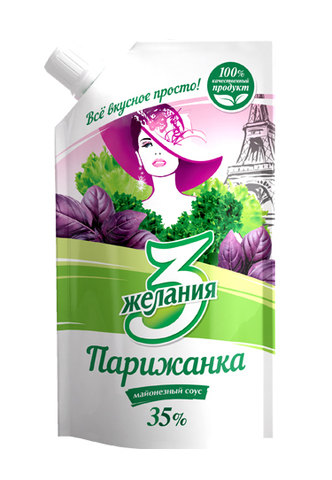 Всё вкусное просто!
100%
качественный
продукт
3
желания
Парижанка
майонезный соус
35%